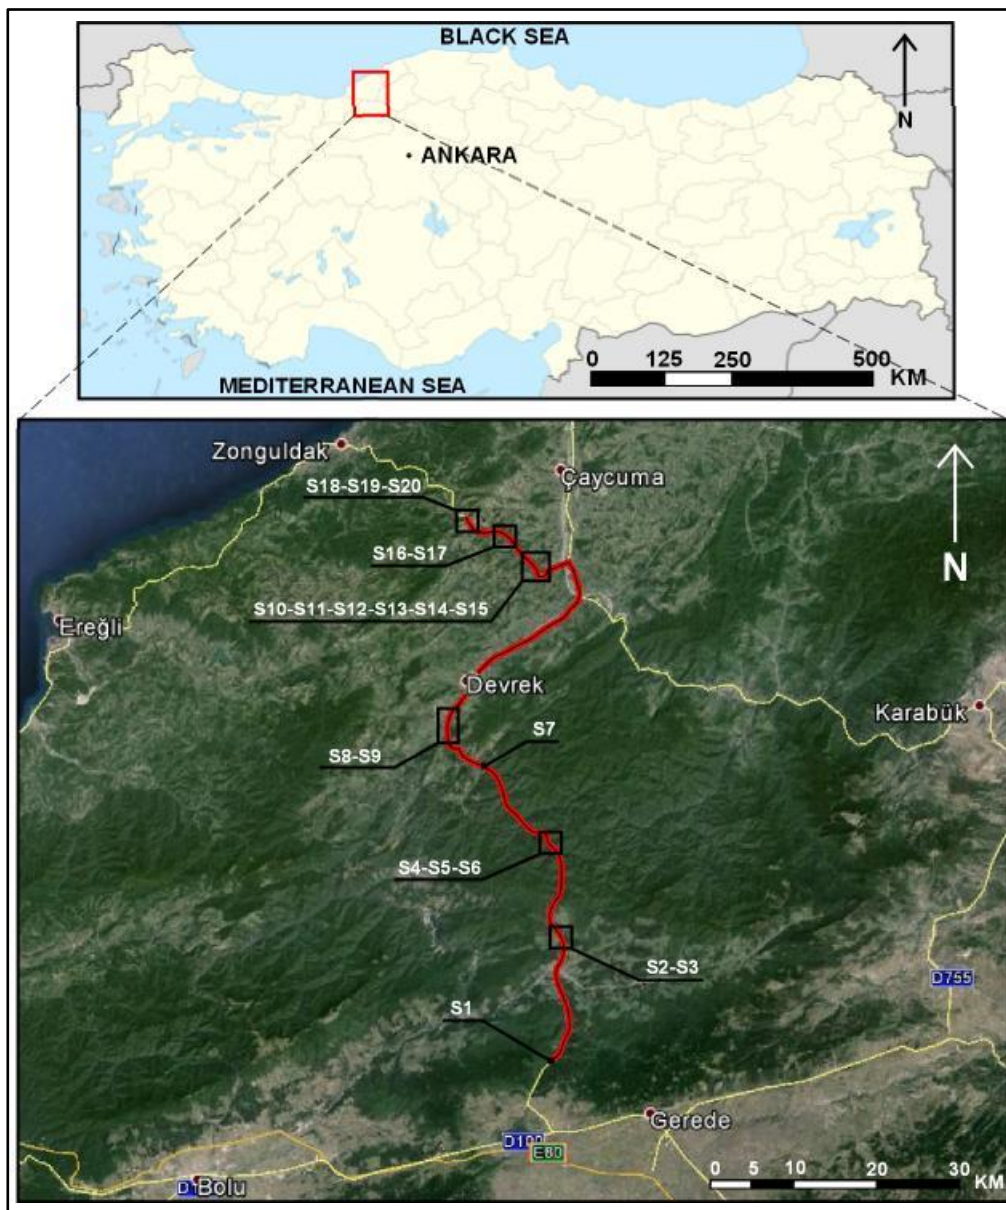 BLACK SEA
N
ANKARA
0 125 250 500
KM
MEDITERRANEAN SEA
Zonguldak
Çaycuma
S18-S19-S20
S16-S17
N
S10-S11-S12-S13-S14-S15
Ereğli
Devrek
Karabük
S7
S8-S9
S4-S5-S6
S2-S3
D755
S1
Gerede
D100
E80
0 5 10 20 30
KM
Bolu